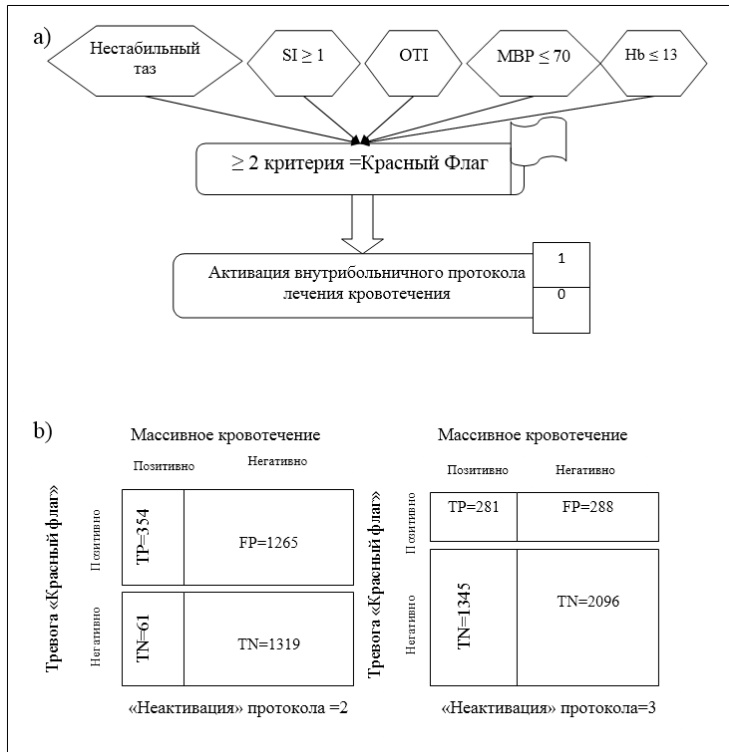 a)
Нестабильный
таз
SI ≥ 1
OTI
MBP ≤ 70
Hb ≤ 13
≥ 2 критерия =Красный Флаг
Активация внутрибольничного протокола
лечения кровотечения
1
0
b)
Массивное кровотечение
Позитивно
Негативно
Тревога «Красный флаг»
Позитивно
Негативно
TP=354
FP=1265
TN=61
TN=1319
«Неактивация» протокола =2
Массивное кровотечение
Позитивно
Негативно
Тревога «Красный флаг»
Позитивно
Негативно
TP=281
FP=288
TN=1345
TN=2096
«Неактивация» протокола=3